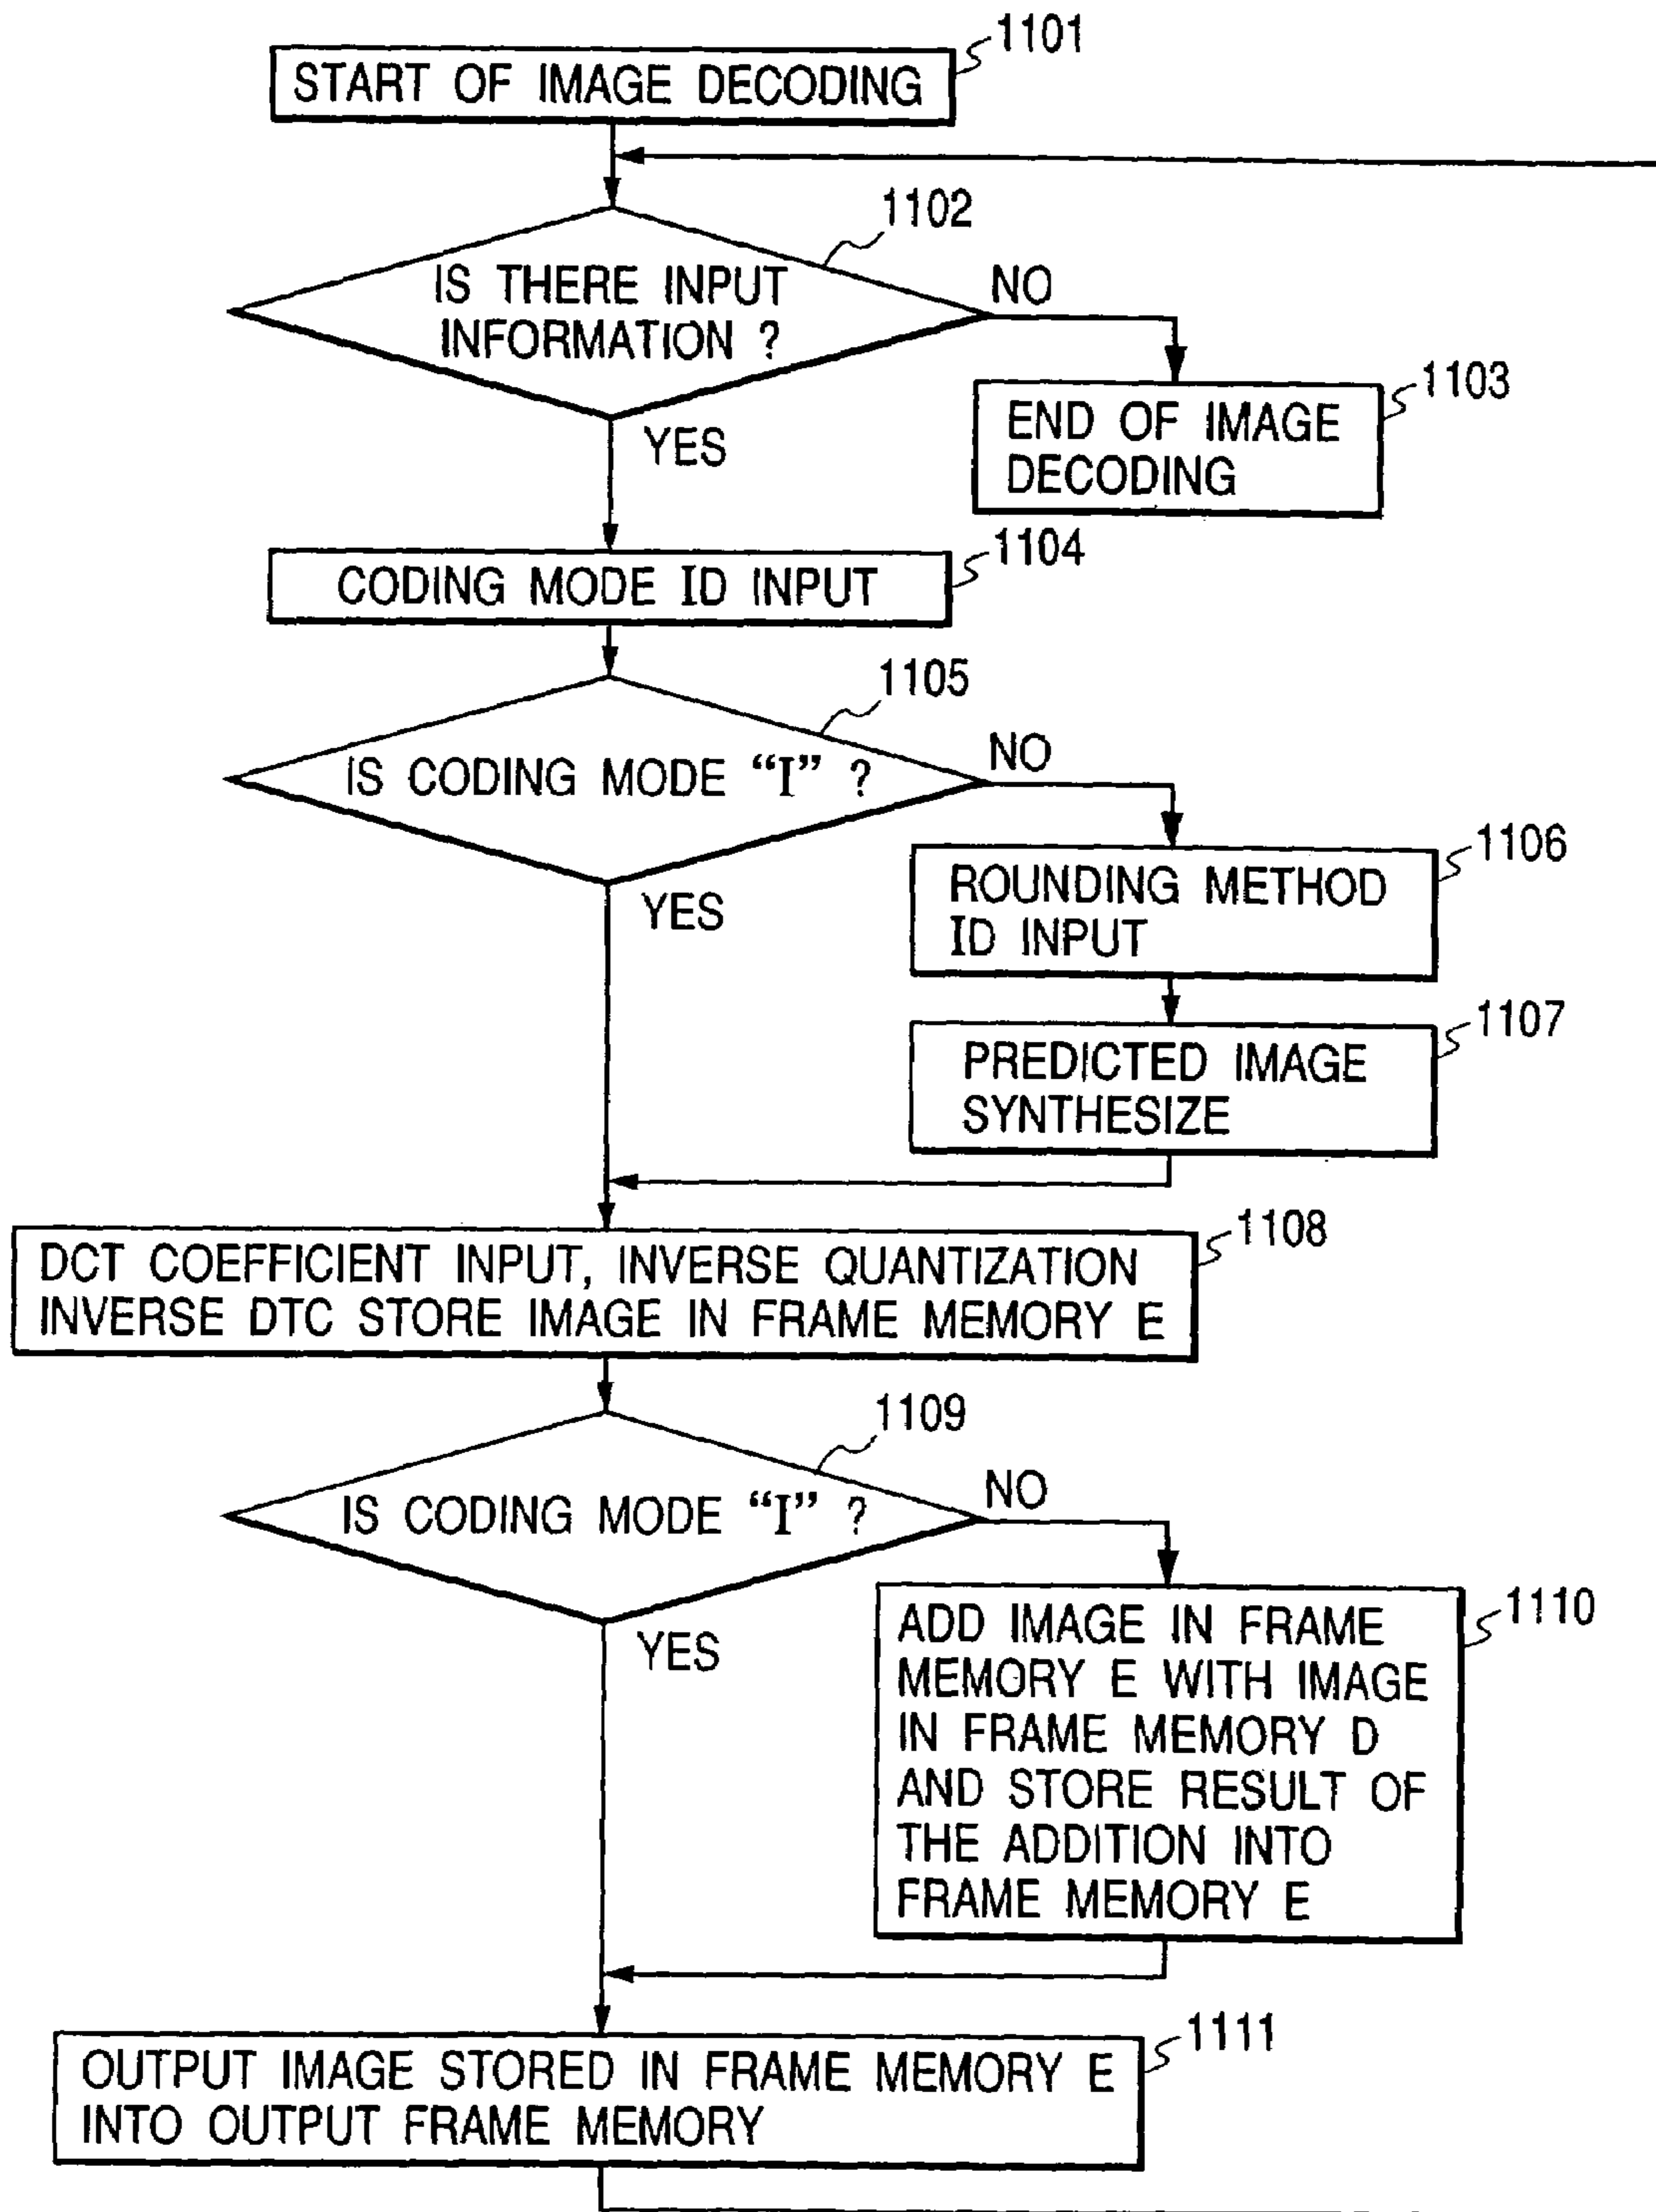 1101
START OF IMAGE DECODING
1102
IS THERE INPUT
INFORMATION ?
NO
YES
1103
END OF IMAGE
DECODING
1104
CODING MODE ID INPUT
1105
IS CODING MODE “I” ?
NO
YES
1106
ROUNDING METHOD
ID INPUT
1107
PREDICTED IMAGE
SYNTHESIZE
1108
DCT COEFFICIENT INPUT, INVERSE QUANTIZATION
INVERSE DTC STORE IMAGE IN FRAME MEMORY E
1109
IS CODING MODE “I” ?
NO
YES
1110
ADD IMAGE IN FRAME
MEMORY E WITH IMAGE
IN FRAME MEMORY D
AND STORE RESULT OF
THE ADDITION INTO
FRAME MEMORY E
1111
OUTPUT IMAGE STORED IN FRAME MEMORY E
INTO OUTPUT FRAME MEMORY